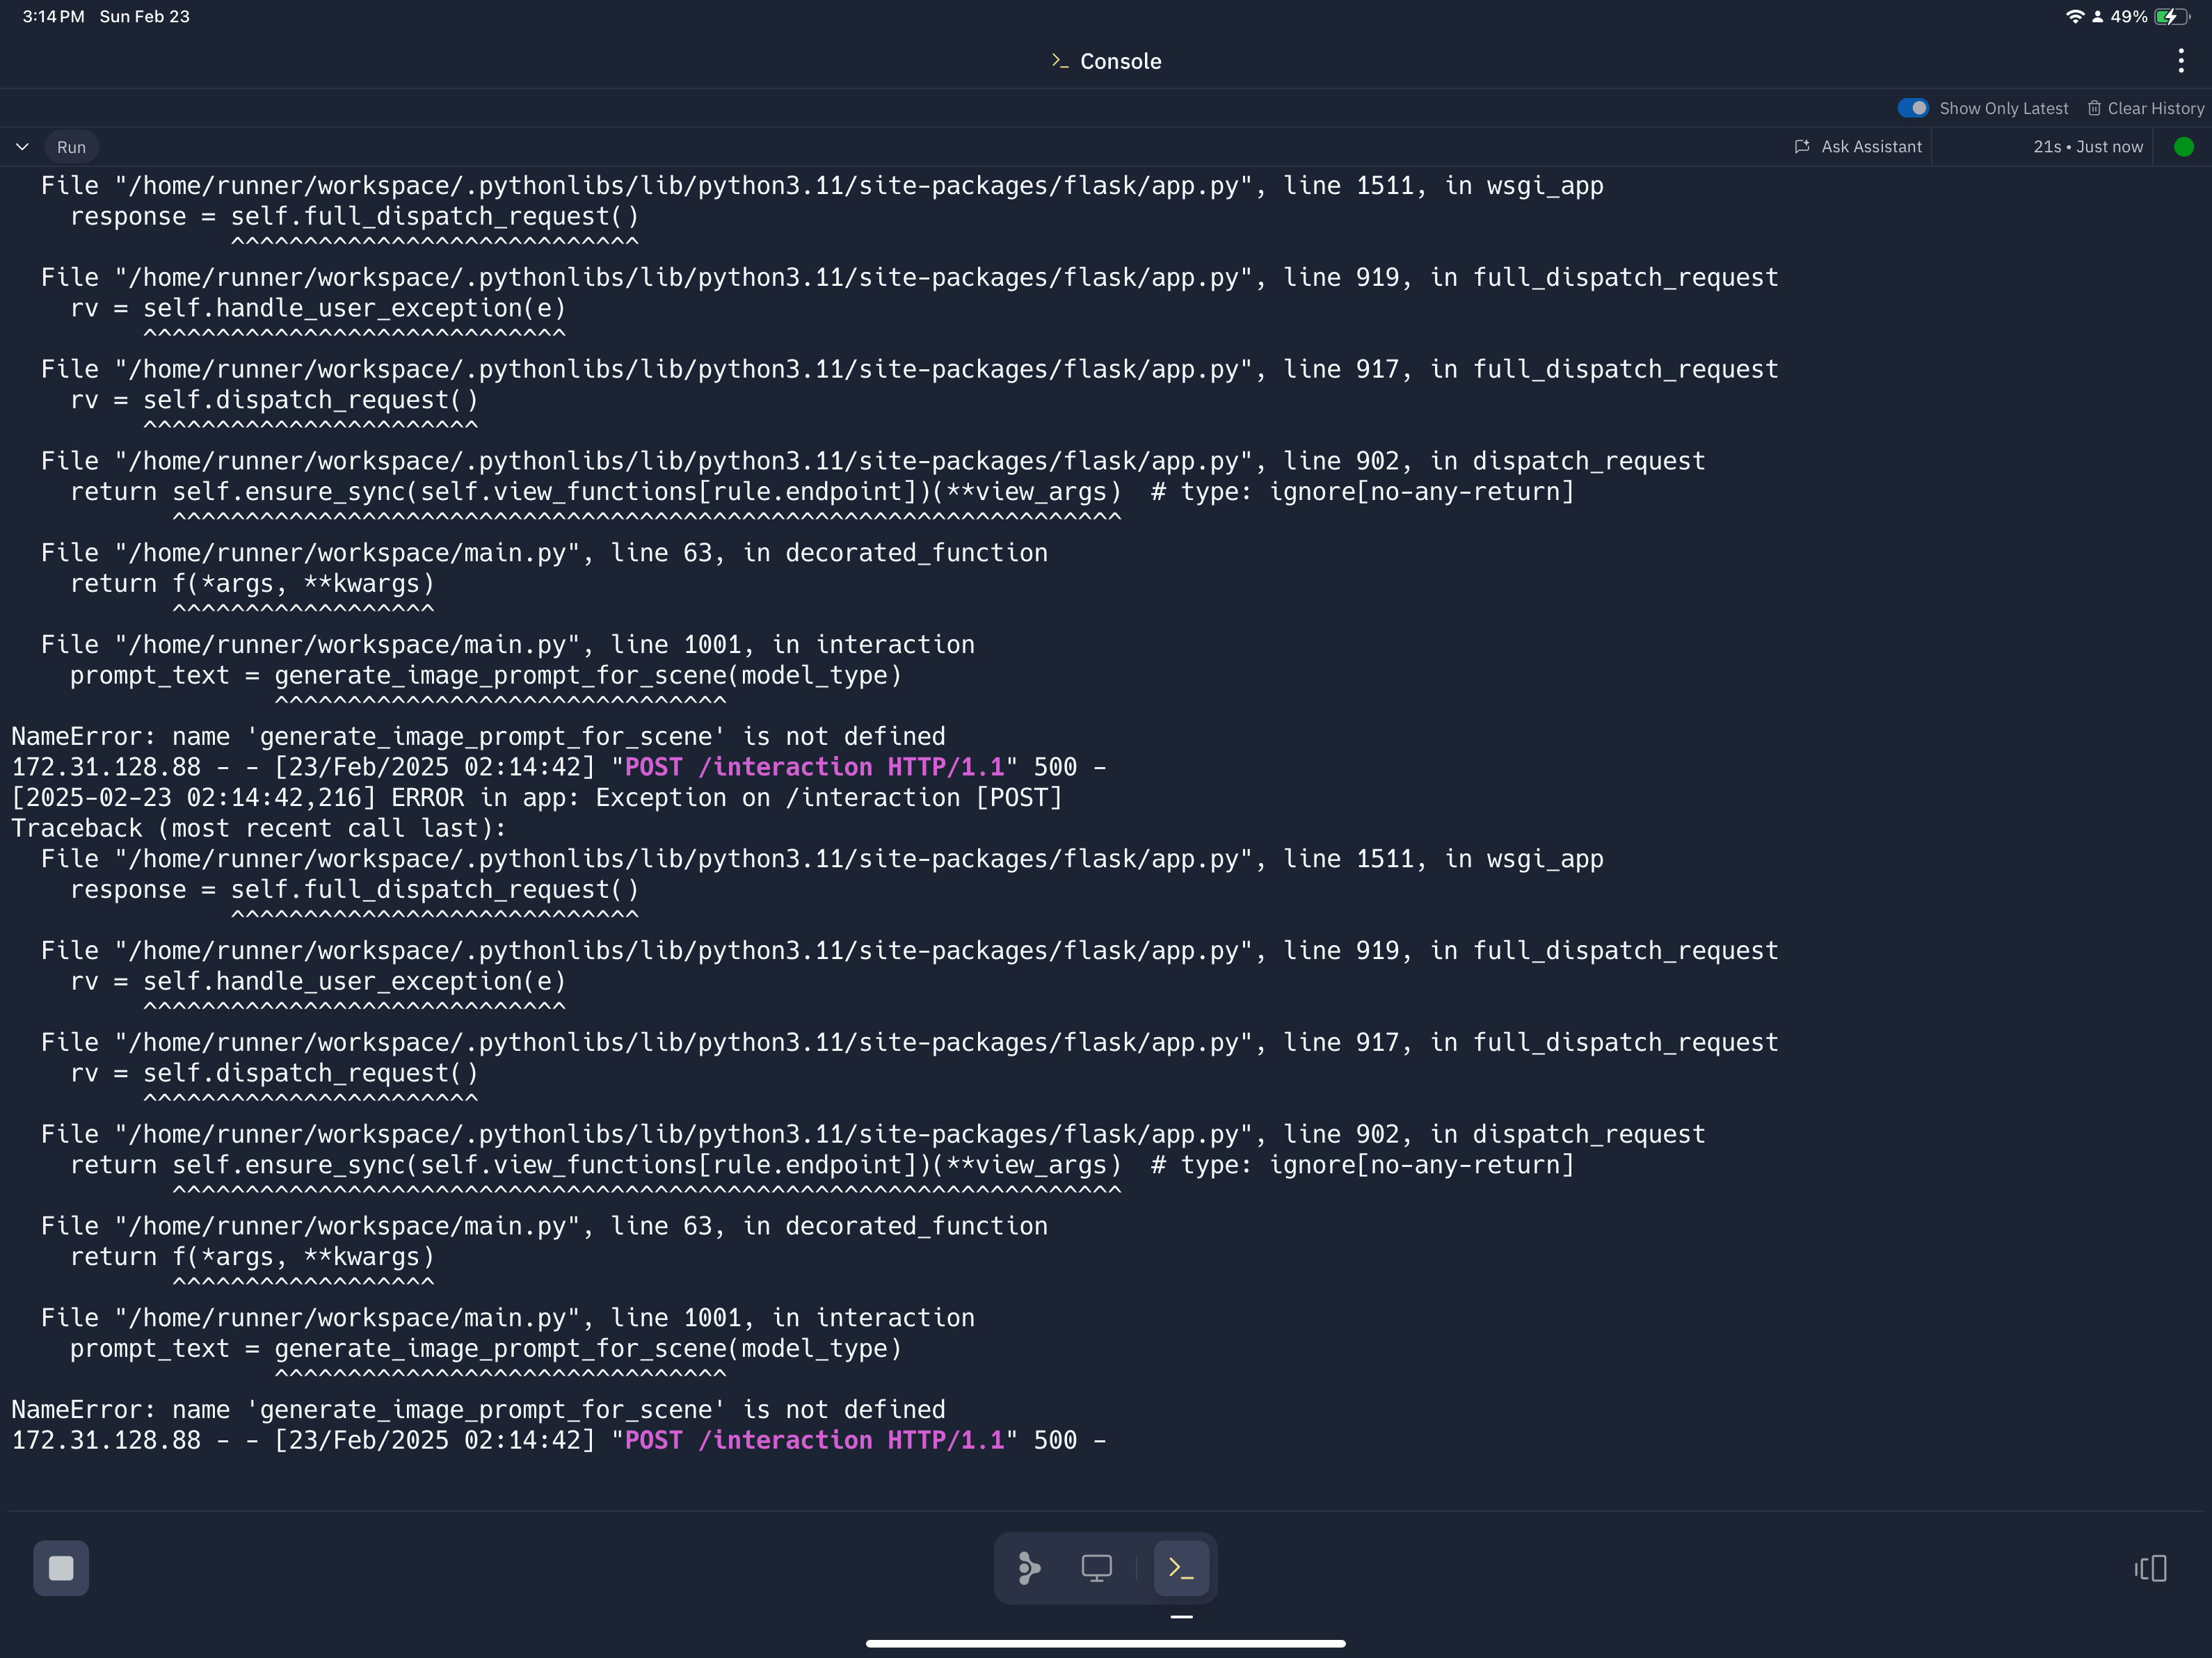 3:14 PM Sun Feb 23
49%
>_ Console
Show Only Latest Clear History
Run Ask Assistant 21s • Just now
  File "/home/runner/workspace/.pythonlibs/lib/python3.11/site-packages/flask/app.py", line 1511, in wsgi_app
    response = self.full_dispatch_request()
               ^^^^^^^^^^^^^^^^^^^^^^^^^^^^
  File "/home/runner/workspace/.pythonlibs/lib/python3.11/site-packages/flask/app.py", line 919, in full_dispatch_request
    rv = self.handle_user_exception(e)
         ^^^^^^^^^^^^^^^^^^^^^^^^^^^^^
  File "/home/runner/workspace/.pythonlibs/lib/python3.11/site-packages/flask/app.py", line 917, in full_dispatch_request
    rv = self.dispatch_request()
         ^^^^^^^^^^^^^^^^^^^^^^^
  File "/home/runner/workspace/.pythonlibs/lib/python3.11/site-packages/flask/app.py", line 902, in dispatch_request
    return self.ensure_sync(self.view_functions[rule.endpoint])(**view_args)  # type: ignore[no-any-return]
           ^^^^^^^^^^^^^^^^^^^^^^^^^^^^^^^^^^^^^^^^^^^^^^^^^^^^^^^^^^^^^^^^^
  File "/home/runner/workspace/main.py", line 63, in decorated_function
    return f(*args, **kwargs)
           ^^^^^^^^^^^^^^^^^^
  File "/home/runner/workspace/main.py", line 1001, in interaction
    prompt_text = generate_image_prompt_for_scene(model_type)
                  ^^^^^^^^^^^^^^^^^^^^^^^^^^^^^^^
NameError: name 'generate_image_prompt_for_scene' is not defined
172.31.128.88 - - [23/Feb/2025 02:14:42] "POST /interaction HTTP/1.1" 500 -
[2025-02-23 02:14:42,216] ERROR in app: Exception on /interaction [POST]
Traceback (most recent call last):
  File "/home/runner/workspace/.pythonlibs/lib/python3.11/site-packages/flask/app.py", line 1511, in wsgi_app
    response = self.full_dispatch_request()
               ^^^^^^^^^^^^^^^^^^^^^^^^^^^^
  File "/home/runner/workspace/.pythonlibs/lib/python3.11/site-packages/flask/app.py", line 919, in full_dispatch_request
    rv = self.handle_user_exception(e)
         ^^^^^^^^^^^^^^^^^^^^^^^^^^^^^
  File "/home/runner/workspace/.pythonlibs/lib/python3.11/site-packages/flask/app.py", line 917, in full_dispatch_request
    rv = self.dispatch_request()
         ^^^^^^^^^^^^^^^^^^^^^^^
  File "/home/runner/workspace/.pythonlibs/lib/python3.11/site-packages/flask/app.py", line 902, in dispatch_request
    return self.ensure_sync(self.view_functions[rule.endpoint])(**view_args)  # type: ignore[no-any-return]
           ^^^^^^^^^^^^^^^^^^^^^^^^^^^^^^^^^^^^^^^^^^^^^^^^^^^^^^^^^^^^^^^^^
  File "/home/runner/workspace/main.py", line 63, in decorated_function
    return f(*args, **kwargs)
           ^^^^^^^^^^^^^^^^^^
  File "/home/runner/workspace/main.py", line 1001, in interaction
    prompt_text = generate_image_prompt_for_scene(model_type)
                  ^^^^^^^^^^^^^^^^^^^^^^^^^^^^^^^
NameError: name 'generate_image_prompt_for_scene' is not defined
172.31.128.88 - - [23/Feb/2025 02:14:42] "POST /interaction HTTP/1.1" 500 -